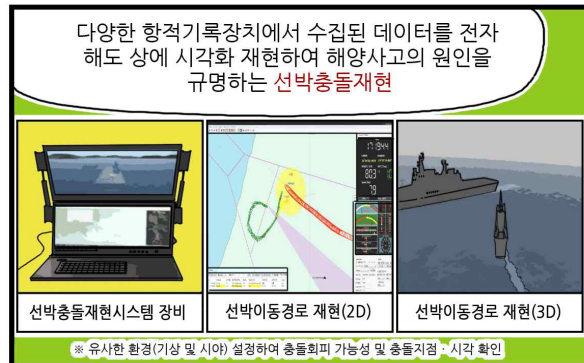 다양한 항적기록장치에서 수집된 데이터를 전자
해도 상에 시각화 재현하여 해양사고의 원인을
규명하는 선박충돌재현
선박충돌재현시스템 장비
선박이동경로 재현(2D)
선박이동경로 재현(3D)
※ 유사한 환경(기상 및 시야) 설정하여 충돌회피 가능성 및 충돌지점 · 시각 확인